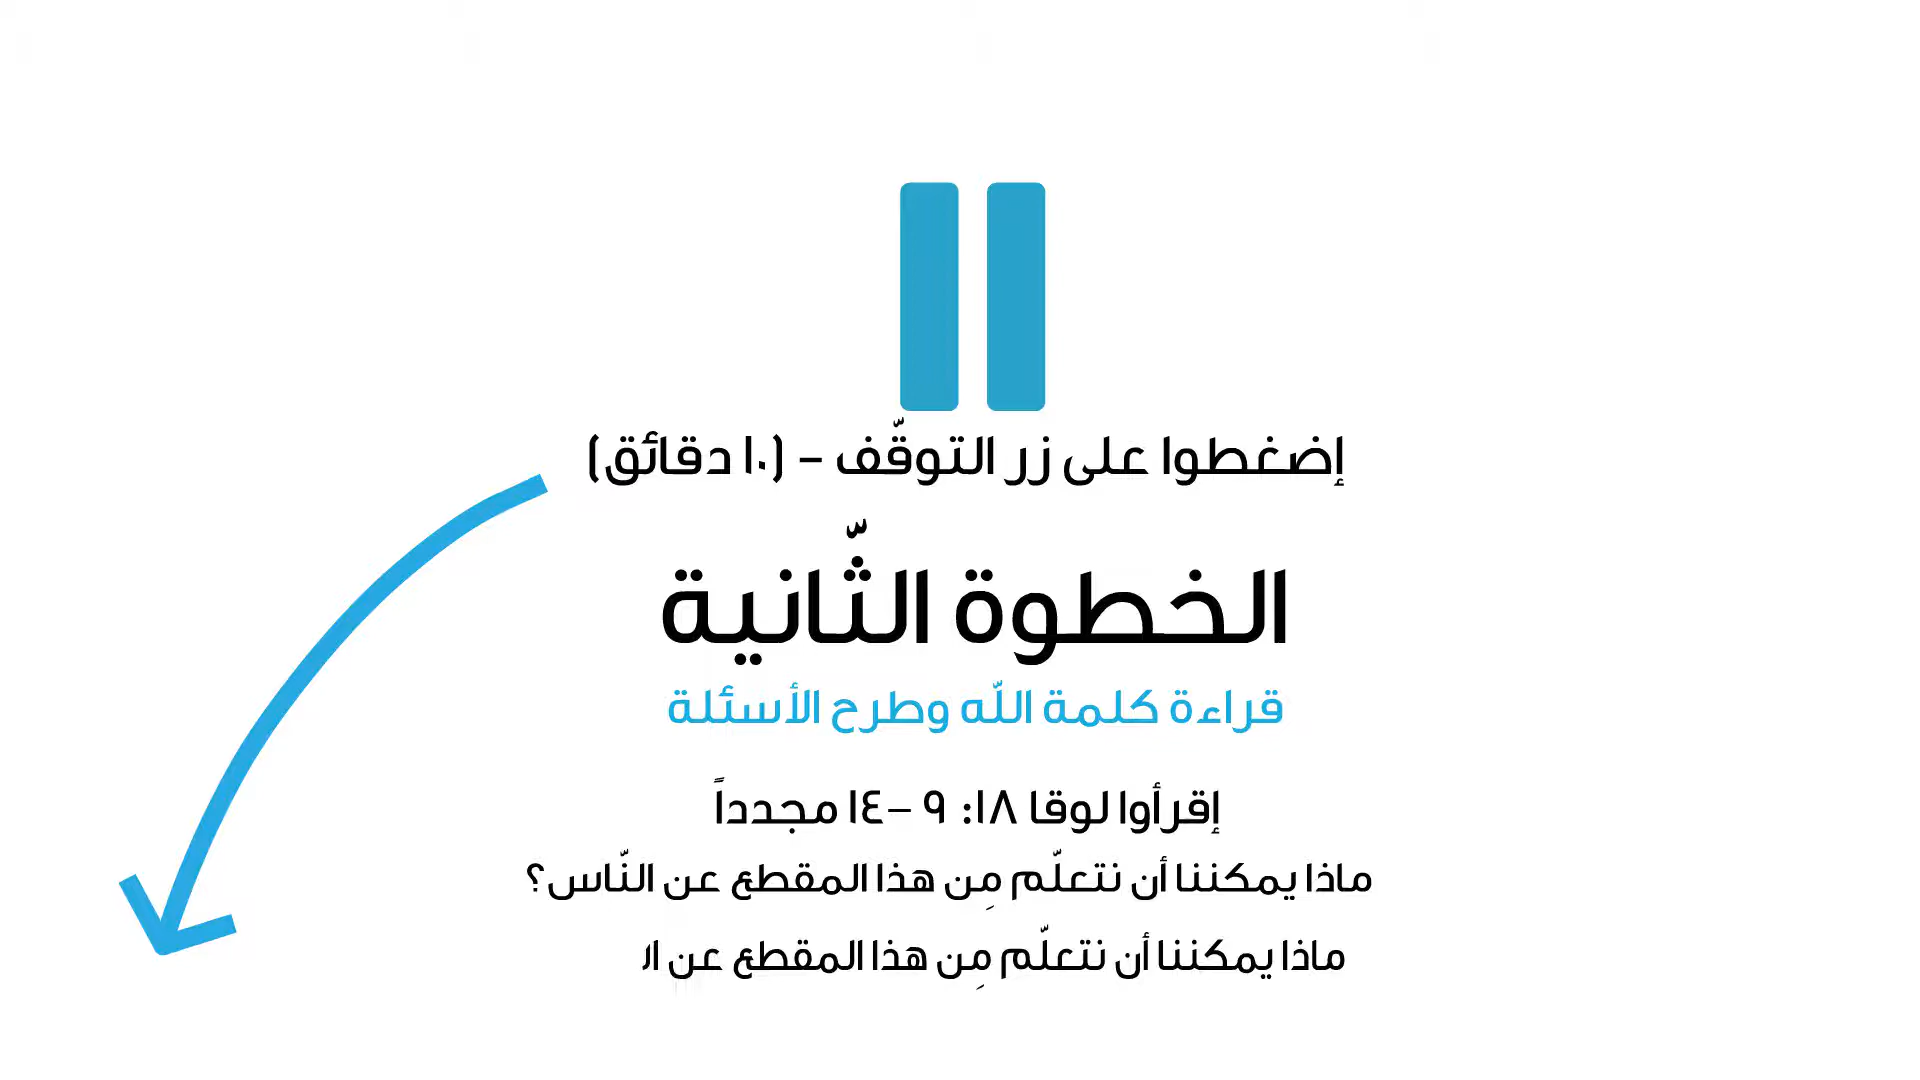 إضغطوا على زر التوقّف – (١٠ دقائق)
الخطوة الثّانية
قراءة كلمة الله وطرح الأسئلة
إقرأوا لوقا ١٨: ٩ –١٤ مجدداً
ماذا يمكننا أن نتعلّم مِن هذا المقطع عن النّاس؟
ماذا يمكننا أن نتعلّم مِن هذا المقطع عن